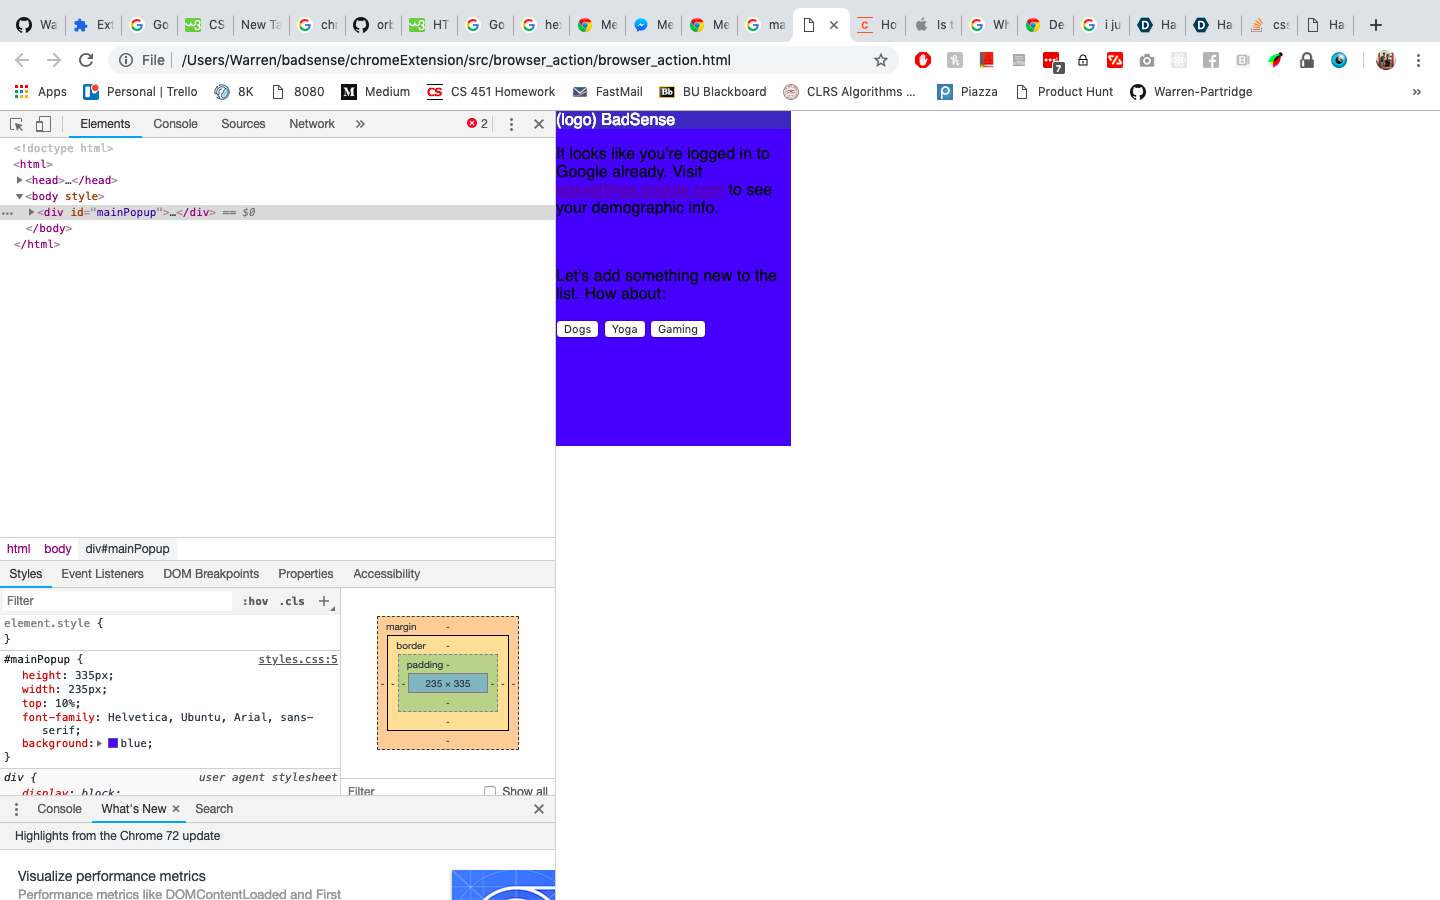 Wa Ext Go CS New Ta chr orb HT Go he: Me Me Me ma Ho Is t Wh De i ju Ha Ha css Ha
File /Users/Warren/badsense/chromeExtension/src/browser_action/browser_action.html 7
Apps Personal | Trello 8K 8080 Medium CS 451 Homework FastMail BU Blackboard CLRS Algorithms ... Piazza Product Hunt Warren-Partridge »
Elements Console Sources Network » 2
<!doctype html>
<html>
<head>…</head>
<body style>
<div id="mainPopup">…</div> == $0
</body>
</html>
(logo) BadSense
It looks like you're logged in to
Google already. Visit
adssettings.google.com to see
your demographic info.
Let's add something new to the
list. How about:
Dogs Yoga Gaming
html body div#mainPopup
Styles Event Listeners DOM Breakpoints Properties Accessibility
Filter :hov .cls +
element.style {
}
#mainPopup { styles.css:5
height: 335px;
width: 235px;
top: 10%;
font-family: Helvetica, Ubuntu, Arial, sans-
serif;
background: blue;
}
div { user agent stylesheet
display: block;
margin -
border -
padding -
- - - 235 × 335 - - -
-
-
-
Filter Show all
Console What's New × Search
Highlights from the Chrome 72 update
Visualize performance metrics
Performance metrics like DOMContentLoaded and First